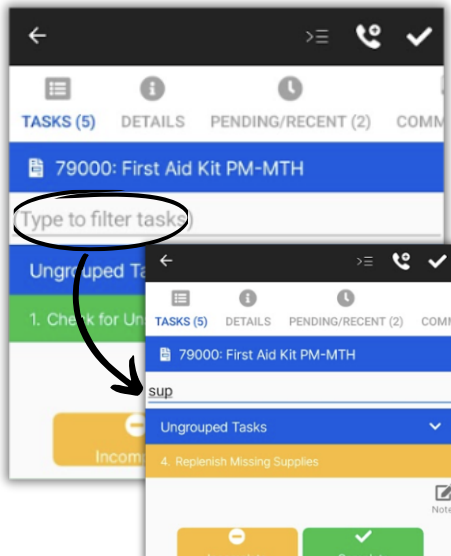 TASKS (5) DETAILS PENDING/RECENT (2) COMM
79000: First Aid Kit PM-MTH
(Type to filter tasks)
Ungrouped Ta
1. Check for Un
Incom
TASKS (5) DETAILS PENDING/RECENT (2) COMM
79000: First Aid Kit PM-MTH
sup
Ungrouped Tasks
4. Replenish Missing Supplies
Note